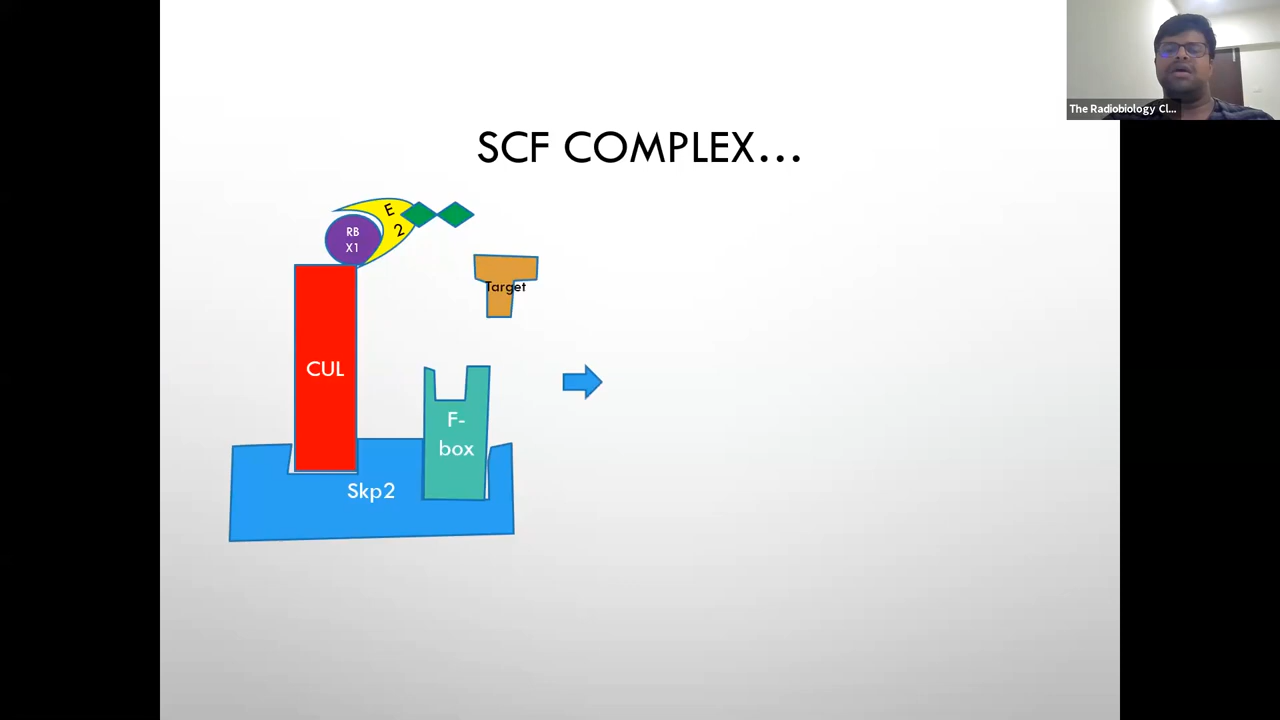 The Radiobiology Cl...
SCF COMPLEX...
E
2
RB
X1
Target
CUL
F-
box
Skp2